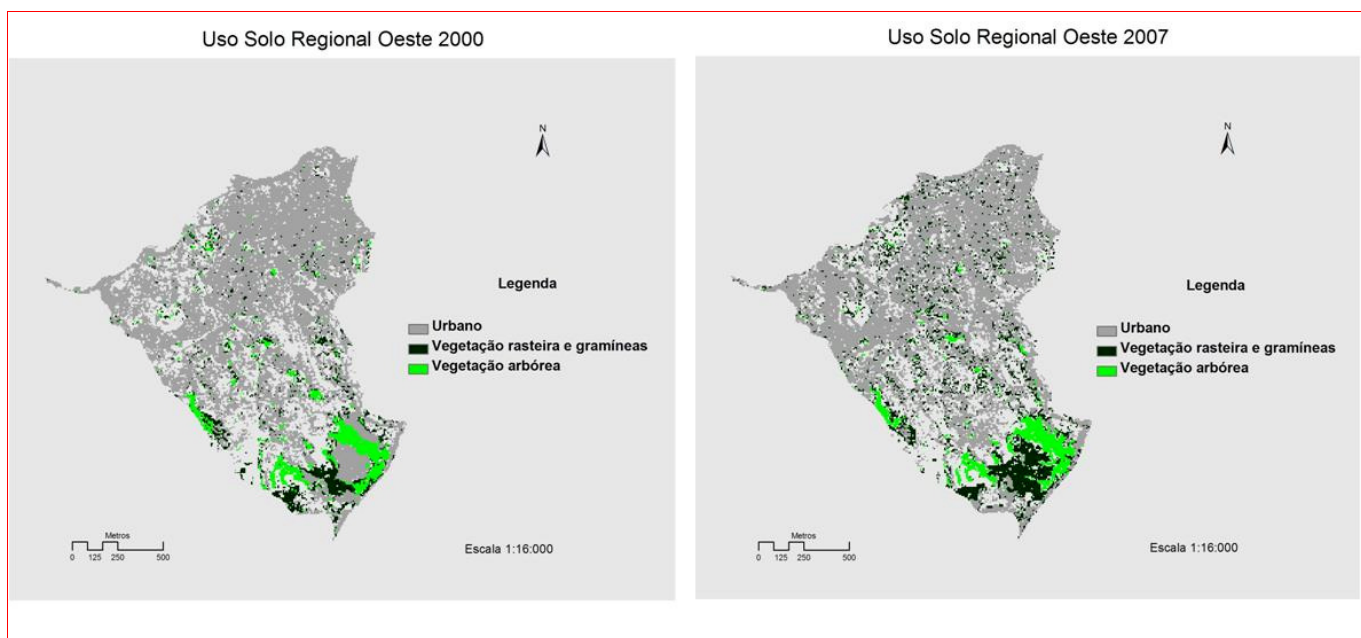 Uso Solo Regional Oeste 2000
N
Legenda
Urbano
Vegetação rasteira e gramíneas
Vegetação arbórea
Metros
0 125 250 500
Escala 1:16:000
Uso Solo Regional Oeste 2007
N
Legenda
Urbano
Vegetação rasteira e gramíneas
Vegetação arbórea
Metros
0 125 250 500
Escala 1:16:000